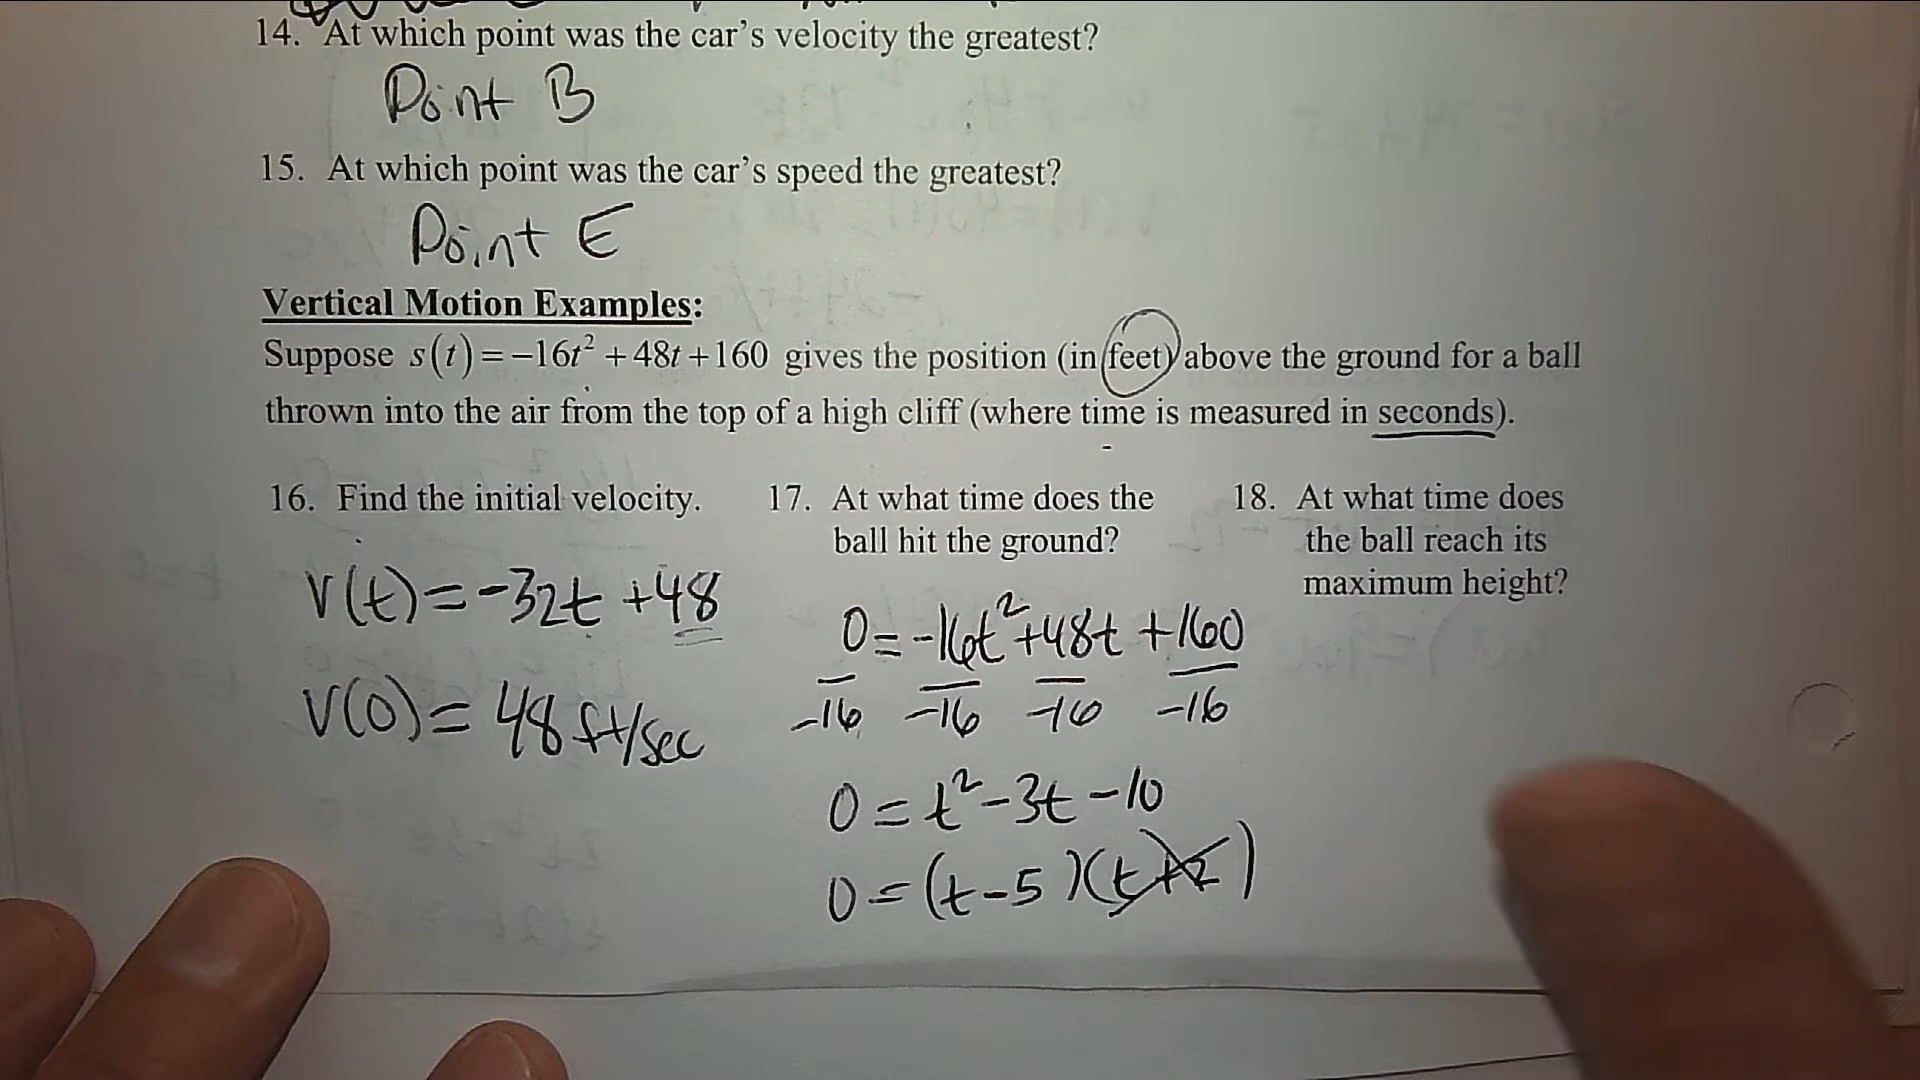 14. At which point was the car's velocity the greatest?
Point B
15. At which point was the car's speed the greatest?
Point E
Vertical Motion Examples:
Suppose s(t) = −16t² + 48t + 160 gives the position (in feet) above the ground for a ball
thrown into the air from the top of a high cliff (where time is measured in seconds).
16. Find the initial velocity.
v(t) = -32t + 48
v(0) = 48 ft/sec
17. At what time does the
ball hit the ground?
0 = -16t² + 48t + 160
-16 -16 -16 -16
0 = t² - 3t - 10
0 = (t-5)(t+2)
18. At what time does
the ball reach its
maximum height?